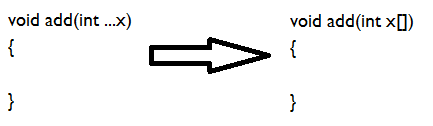 void add(int ...x)
{
}
void add(int x[])
{
}